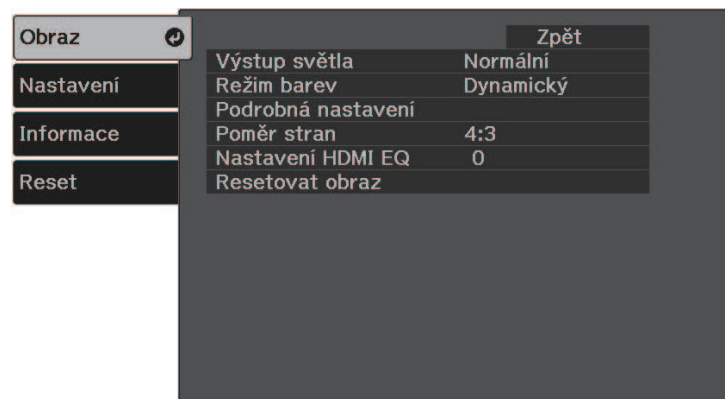 Obraz
Nastavení
Informace
Reset
Zpět
Výstup světla Normální
Režim barev Dynamický
Podrobná nastavení
Poměr stran 4:3
Nastavení HDMI EQ 0
Resetovat obraz